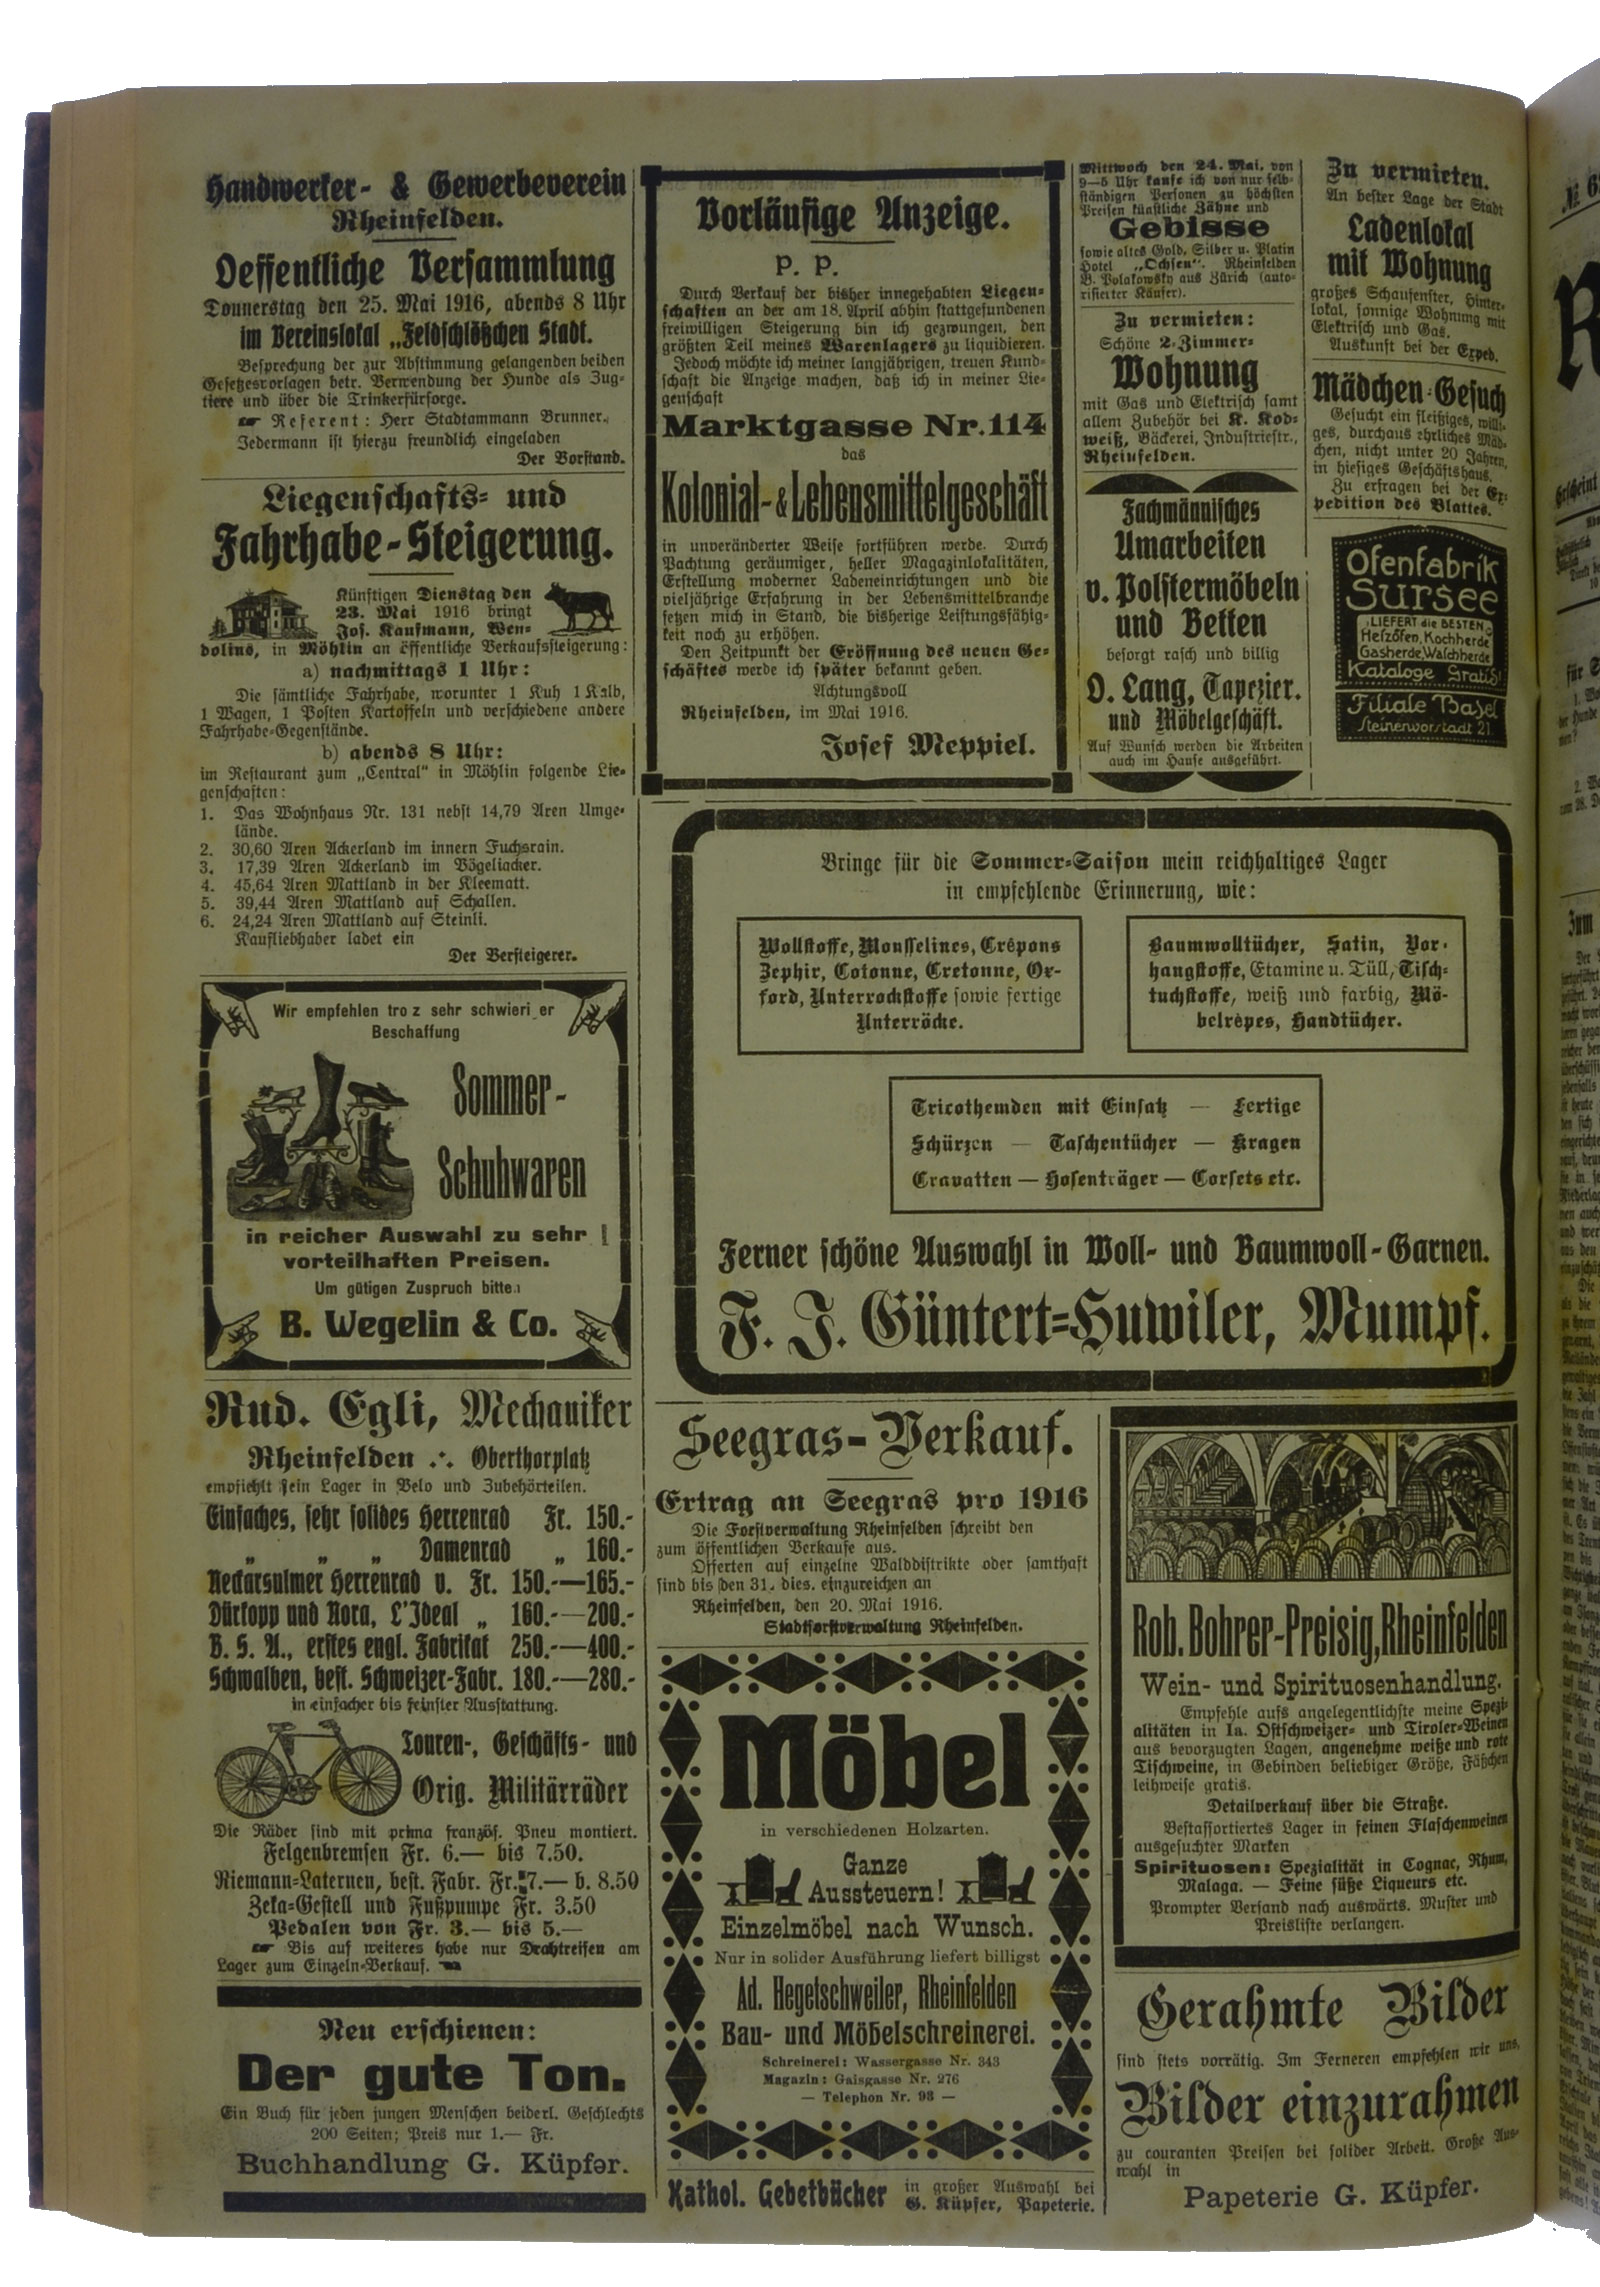 Handwerker- & Gewerbeverein
Rheinfelden.
Oeffentliche Versammlung
Donnerstag den 25. Mai 1916, abends 8 Uhr
im Vereinslokal „Feldschlößchen Stadt.
Besprechung der zur Abstimmung gelangenden beiden
Gesetzesvorlagen betr. Verwendung der Hunde als Zug-
tiere und über die Trinkerfürsorge.
Referent: Herr Stadtammann Brunner.
Jedermann ist hierzu freundlich eingeladen
Der Vorstand.
Liegenschafts- und
Fahrhabe-Steigerung.
Künftigen Dienstag den
23. Mai 1916 bringt
Jos. Kaufmann, Wen-
dolins, in Möhlin an öffentliche Verkaufssteigerung:
a) nachmittags 1 Uhr:
Die sämtliche Fahrhabe, worunter 1 Kuh 1 Kalb,
1 Wagen, 1 Posten Kartoffeln und verschiedene andere
Fahrhabe-Gegenstände.
b) abends 8 Uhr:
im Restaurant zum „Central“ in Möhlin folgende Lie-
genschaften:
1. Das Wohnhaus Nr. 131 nebst 14,79 Aren Umge-
lände.
2. 30,60 Aren Ackerland im innern Fuchsrain.
3. 17,39 Aren Ackerland im Vögeliacker.
4. 45,64 Aren Mattland in der Kleematt.
5. 39,44 Aren Mattland auf Schallen.
6. 24,24 Aren Mattland auf Steinli.
Kaufliebhaber ladet ein
Der Versteigerer.
Wir empfehlen tro z sehr schwieri er
Beschaffung
Sommer-
Schuhwaren
in reicher Auswahl zu sehr
vorteilhaften Preisen.
Um gütigen Zuspruch bitten
B. Wegelin & Co.
Rud. Egli, Mechaniker
Rheinfelden ∴ Oberthorplatz
empfiehlt sein Lager in Velo und Zubehörteilen.
Einfaches, sehr solides Herrenrad Fr. 150.-
„ „ „ Damenrad „ 160.-
Neckarsulmer Herrenrad v. Fr. 150.-—165.-
Dürkopp und Nora, L'Ideal „ 160.-—200.-
B. S. A., erstes engl. Fabrikat 250.-—400.-
Schwalben, best. Schweizer-Fabr. 180.-—280.-
in einfacher bis feinster Ausstattung.
Touren-, Geschäfts- und
Orig. Militärräder
Die Räder sind mit prima französ. Pneu montiert.
Felgenbremsen Fr. 6.— bis 7.50.
Riemann-Laternen, best. Fabr. Fr. 7.— b. 8.50
Zeka-Gestell und Fußpumpe Fr. 3.50
Pedalen von Fr. 3.— bis 5.—
Bis auf weiteres habe nur Drahtreifen am
Lager zum Einzeln-Verkauf.
Neu erschienen:
Der gute Ton.
Ein Buch für jeden jungen Menschen beiderl. Geschlechts
200 Seiten; Preis nur 1.— Fr.
Buchhandlung G. Küpfer.
Vorläufige Anzeige.
P. P.
Durch Verkauf der bisher innegehabten Liegen-
schaften an der am 18. April abhin stattgefundenen
freiwilligen Steigerung bin ich gezwungen, den
größten Teil meines Warenlagers zu liquidieren.
Jedoch möchte ich meiner langjährigen, treuen Kund-
schaft die Anzeige machen, daß ich in meiner Lie-
genschaft
Marktgasse Nr. 114
das
Kolonial- & Lebensmittelgeschäft
in unveränderter Weise fortführen werde. Durch
Pachtung geräumiger, heller Magazinlokalitäten,
Erstellung moderner Ladeneinrichtungen und die
vieljährige Erfahrung in der Lebensmittelbranche
setzen mich in Stand, die bisherige Leistungsfähig-
keit noch zu erhöhen.
Den Zeitpunkt der Eröffnung des neuen Ge-
schäftes werde ich später bekannt geben.
Achtungsvoll
Rheinfelden, im Mai 1916.
Josef Meppiel.
Mittwoch den 24. Mai, von
9—5 Uhr kaufe ich von nur selb-
ständigen Personen zu höchsten
Preisen künstliche Zähne und
Gebisse
sowie altes Gold, Silber u. Platin
Hotel „Ochsen“. Rheinfelden
B. Polakowsky aus Zürich (auto-
risierter Käufer).
Zu vermieten:
Schöne 2-Zimmer-
Wohnung
mit Gas und Elektrisch samt
allem Zubehör bei K. Kod-
weiß, Bäckerei, Industriestr.,
Rheinfelden.
Fachmännisches
Umarbeiten
v. Polstermöbeln
und Betten
besorgt rasch und billig
O. Lang, Tapezier.
und Möbelgeschäft.
Auf Wunsch werden die Arbeiten
auch im Hause ausgeführt.
Zu vermieten.
An bester Lage der Stadt
Ladenlokal
mit Wohnung
großes Schaufenster, Hinter-
lokal, sonnige Wohnung mit
Elektrisch und Gas.
Auskunft bei der Exped.
Mädchen-Gesuch
Gesucht ein fleißiges, willi-
ges, durchaus ehrliches Mäd-
chen, nicht unter 20 Jahren,
in hiesiges Geschäftshaus.
Zu erfragen bei der Ex-
pedition des Blattes.
Ofenfabrik
Sursee
LIEFERT die BESTEN
Heizöfen, Kochherde
Gasherde, Waschherde
Kataloge Gratis!
Filiale Basel
Steinenvorstadt 21
Bringe für die Sommer-Saison mein reichhaltiges Lager
in empfehlende Erinnerung, wie:
Wollstoffe, Mousselines, Crêpons
Zephir, Cotonne, Cretonne, Ox-
ford, Unterrockstoffe sowie fertige
Unterröcke.
Baumwolltücher, Satin, Vor-
hangstoffe, Etamine u. Tüll, Tisch-
tuchstoffe, weiß und farbig, Mö-
belrêpes, Handtücher.
Tricothemden mit Einsatz — Fertige
Schürzen — Taschentücher — Kragen
Cravatten — Hosenträger — Corsets etc.
Ferner schöne Auswahl in Woll- und Baumwoll-Garnen.
F. J. Güntert-Huwiler, Mumpf.
Seegras-Verkauf.
Ertrag an Seegras pro 1916
Die Forstverwaltung Rheinfelden schreibt den
zum öffentlichen Verkaufe aus.
Offerten auf einzelne Walddistrikte oder samthaft
sind bis den 31. dies. einzureichen an
Rheinfelden, den 20. Mai 1916.
Stadtforstverwaltung Rheinfelden.
Möbel
in verschiedenen Holzarten.
Ganze
Aussteuern!
Einzelmöbel nach Wunsch.
Nur in solider Ausführung liefert billigst
Ad. Hegetschweiler, Rheinfelden
Bau- und Möbelschreinerei.
Schreinerei: Wassergasse Nr. 343
Magazin: Gaisgasse Nr. 276
— Telephon Nr. 93 —
Kathol. Gebetbücher in großer Auswahl bei
G. Küpfer, Papeterie.
Rob. Bohrer-Preisig, Rheinfelden
Wein- und Spirituosenhandlung.
Empfehle aufs angelegentlichste meine Spezi-
alitäten in Ia. Ostschweizer- und Tiroler-Weinen
aus bevorzugten Lagen, angenehme weiße und rote
Tischweine, in Gebinden beliebiger Größe, Fäßchen
leihweise gratis.
Detailverkauf über die Straße.
Bestassortiertes Lager in feinen Flaschenweinen
ausgesuchter Marken
Spirituosen: Spezialität in Cognac, Rhum,
Malaga. — Feine süße Liqueurs etc.
Prompter Versand nach auswärts. Muster und
Preisliste verlangen.
Gerahmte Bilder
sind stets vorrätig. Im Ferneren empfehlen wir uns,
Bilder einzurahmen
zu couranten Preisen bei solider Arbeit. Große Aus-
wahl in
Papeterie G. Küpfer.